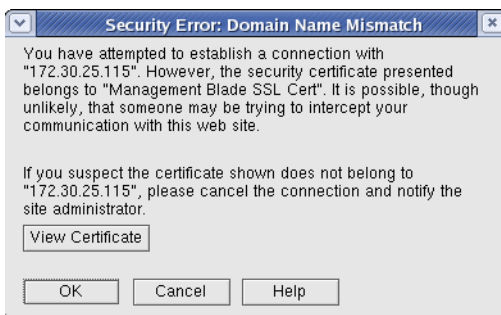 Security Error: Domain Name Mismatch
You have attempted to establish a connection with
"172.30.25.115". However, the security certificate presented
belongs to "Management Blade SSL Cert". It is possible, though
unlikely, that someone may be trying to intercept your
communication with this web site.
If you suspect the certificate shown does not belong to
"172.30.25.115", please cancel the connection and notify the
site administrator.
View Certificate
OK Cancel Help